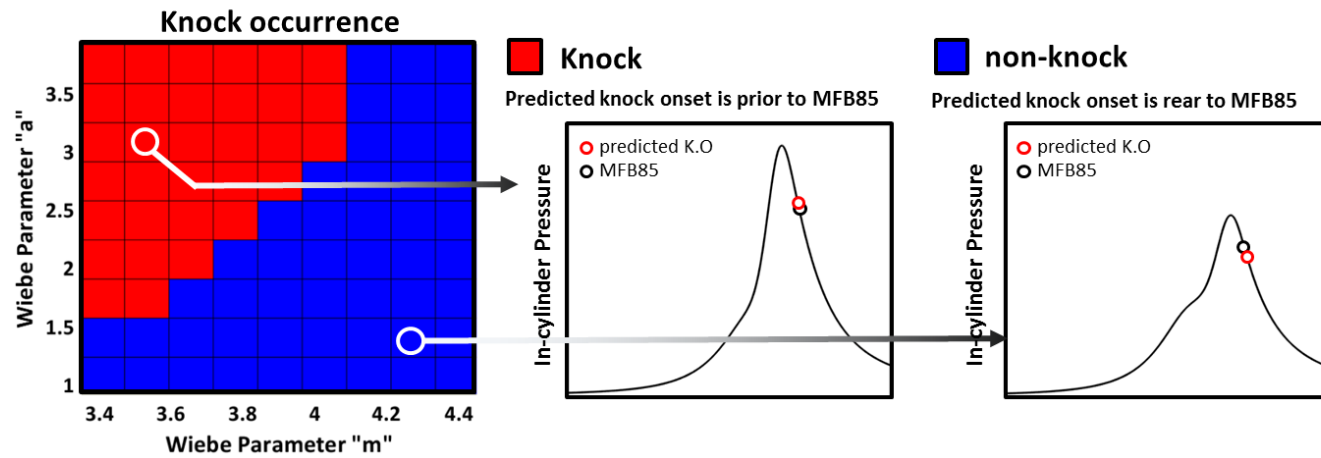 Knock occurrence
Wiebe Parameter "a"
3.5
3
2.5
2
1.5
1
3.4 3.6 3.8 4 4.2 4.4
Wiebe Parameter "m"
Knock
Predicted knock onset is prior to MFB85
In-cylinder Pressure
predicted K.O
MFB85
non-knock
Predicted knock onset is rear to MFB85
In-cylinder Pressure
predicted K.O
MFB85